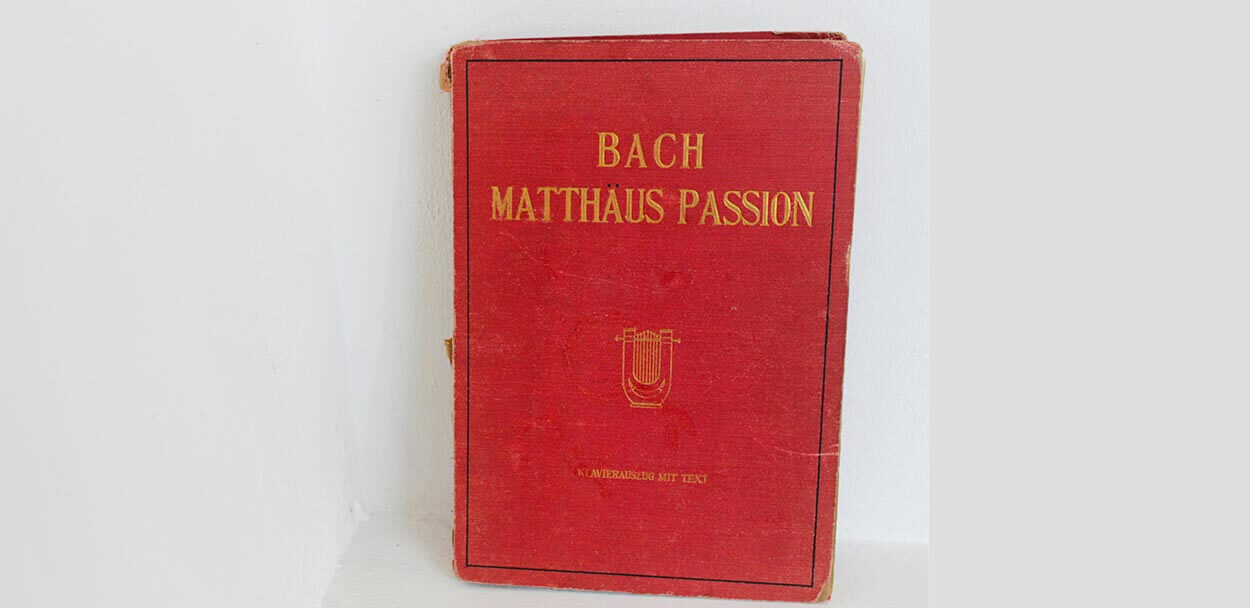 BACH
MATTHÄUS PASSION
KLAVIERAUSZUG MIT TEXT